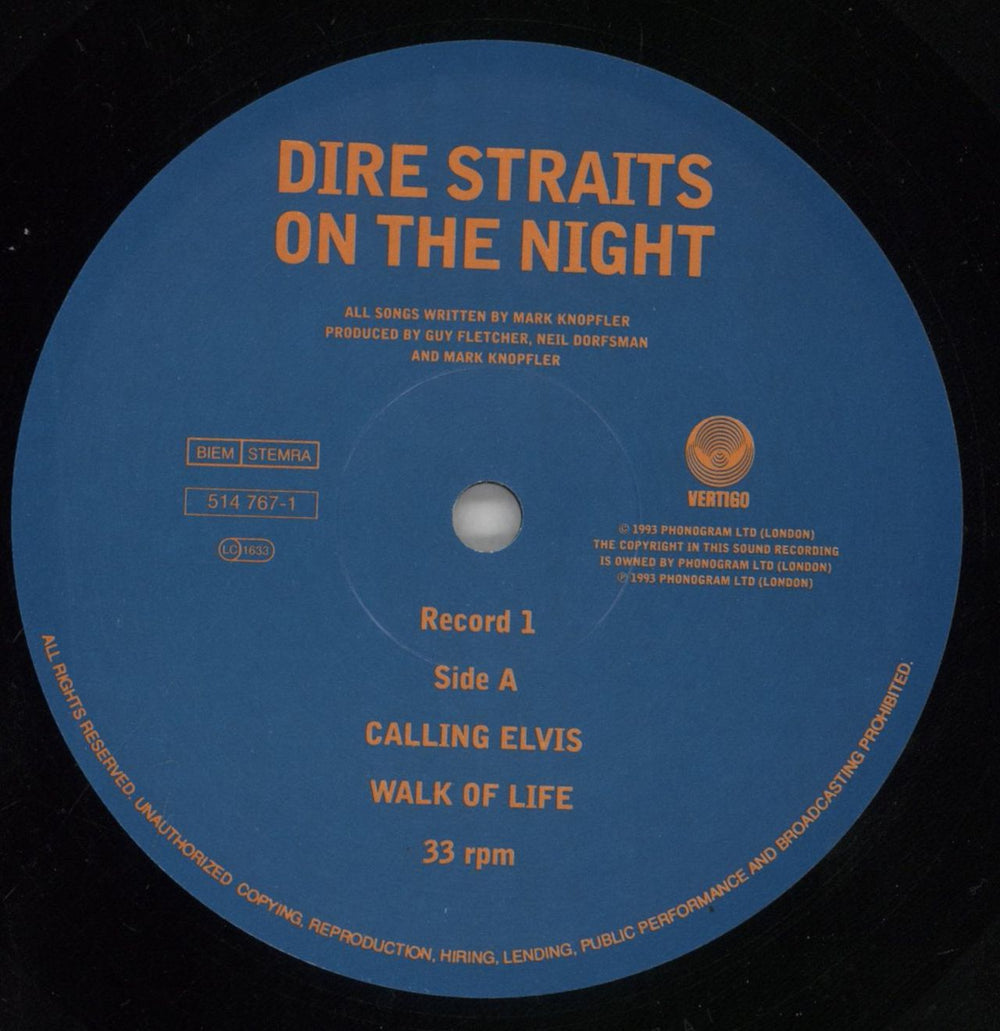 DIRE STRAITS
ON THE NIGHT
ALL SONGS WRITTEN BY MARK KNOPFLER
PRODUCED BY GUY FLETCHER, NEIL DORFSMAN
AND MARK KNOPFLER
BIEM STEMRA
514 767-1
LC 1633
VERTIGO
© 1993 PHONOGRAM LTD (LONDON)
THE COPYRIGHT IN THIS SOUND RECORDING
IS OWNED BY PHONOGRAM LTD (LONDON)
℗ 1993 PHONOGRAM LTD (LONDON)
Record 1
Side A
CALLING ELVIS
WALK OF LIFE
33 rpm
ALL RIGHTS RESERVED. UNAUTHORIZED COPYING, REPRODUCTION, HIRING, LENDING, PUBLIC PERFORMANCE AND BROADCASTING PROHIBITED.